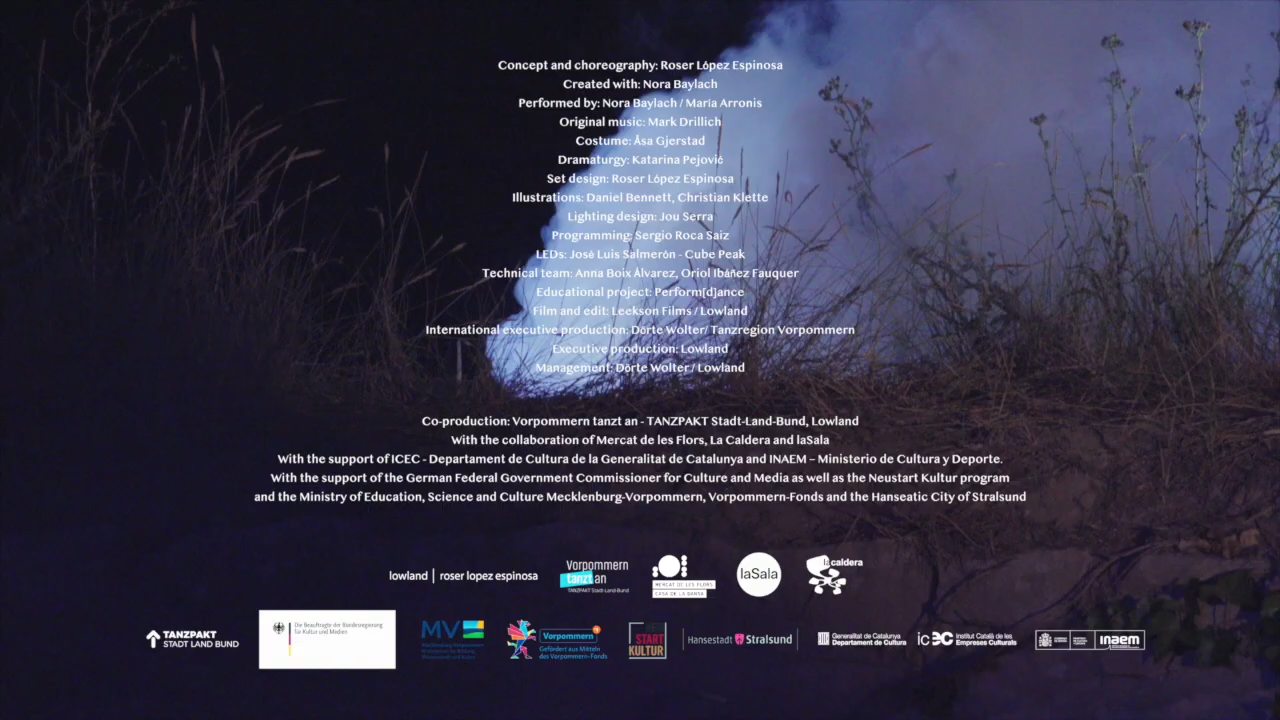 Concept and choreography: Roser López Espinosa
Created with: Nora Baylach
Performed by: Nora Baylach / Maria Arronis
Original music: Mark Drillich
Costume: Åsa Gjerstad
Dramaturgy: Katarina Pejović
Set design: Roser López Espinosa
Illustrations: Daniel Bennett, Christian Klette
Lighting design: Jou Serra
Programming: Sergio Roca Saiz
LEDs: José Luis Salmerón - Cube Peak
Technical team: Anna Boix Álvarez, Oriol Ibáñez Fauquer
Educational project: Perform[d]ance
Film and edit: Leekson Films / Lowland
International executive production: Dörte Wolter/ Tanzregion Vorpommern
Executive production: Lowland
Management: Dörte Wolter / Lowland
Co-production: Vorpommern tanzt an - TANZPAKT Stadt-Land-Bund, Lowland
With the collaboration of Mercat de les Flors, La Caldera and laSala
With the support of ICEC - Departament de Cultura de la Generalitat de Catalunya and INAEM – Ministerio de Cultura y Deporte.
With the support of the German Federal Government Commissioner for Culture and Media as well as the Neustart Kultur program
and the Ministry of Education, Science and Culture Mecklenburg-Vorpommern, Vorpommern-Fonds and the Hanseatic City of Stralsund
lowland | roser lopez espinosa
Vorpommern
tanzt an
TANZPAKT Stadt-Land-Bund
MERCAT DE LES FLORS
CASA DE LA DANSA
laSala
la caldera
TANZPAKT
STADT LAND BUND
Die Beauftragte der Bundesregierung
für Kultur und Medien
MV
Vorpommern
Gefördert aus Mitteln
des Vorpommern-Fonds
START
KULTUR
Hansestadt Stralsund
Generalitat de Catalunya
Departament de Cultura
Institut Català de les
Empreses Culturals
inaem